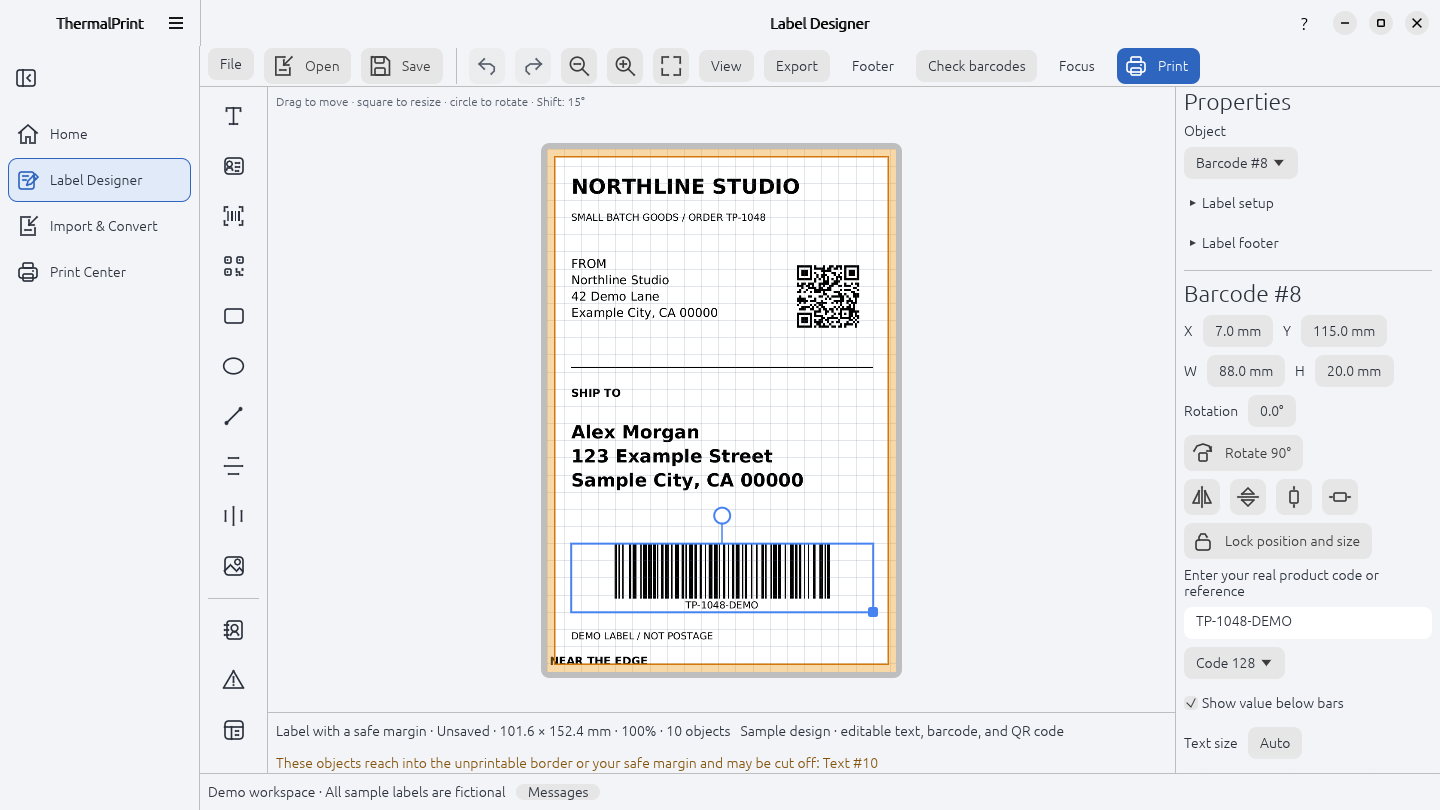 ThermalPrint
Label Designer
?
Home
Label Designer
Import & Convert
Print Center
File
Open
Save
View
Export
Footer
Check barcodes
Focus
Print
Drag to move · square to resize · circle to rotate · Shift: 15°
NORTHLINE STUDIO
SMALL BATCH GOODS / ORDER TP-1048
FROM
Northline Studio
42 Demo Lane
Example City, CA 00000
SHIP TO
Alex Morgan
123 Example Street
Sample City, CA 00000
TP-1048-DEMO
DEMO LABEL / NOT POSTAGE
NEAR THE EDGE
Label with a safe margin · Unsaved · 101.6 × 152.4 mm · 100% · 10 objects Sample design · editable text, barcode, and QR code
These objects reach into the unprintable border or your safe margin and may be cut off: Text #10
Demo workspace · All sample labels are fictional Messages
Properties
Object
Barcode #8
Label setup
Label footer
Barcode #8
X 7.0 mm Y 115.0 mm
W 88.0 mm H 20.0 mm
Rotation 0.0°
Rotate 90°
Lock position and size
Enter your real product code or
reference
TP-1048-DEMO
Code 128
Show value below bars
Text size Auto